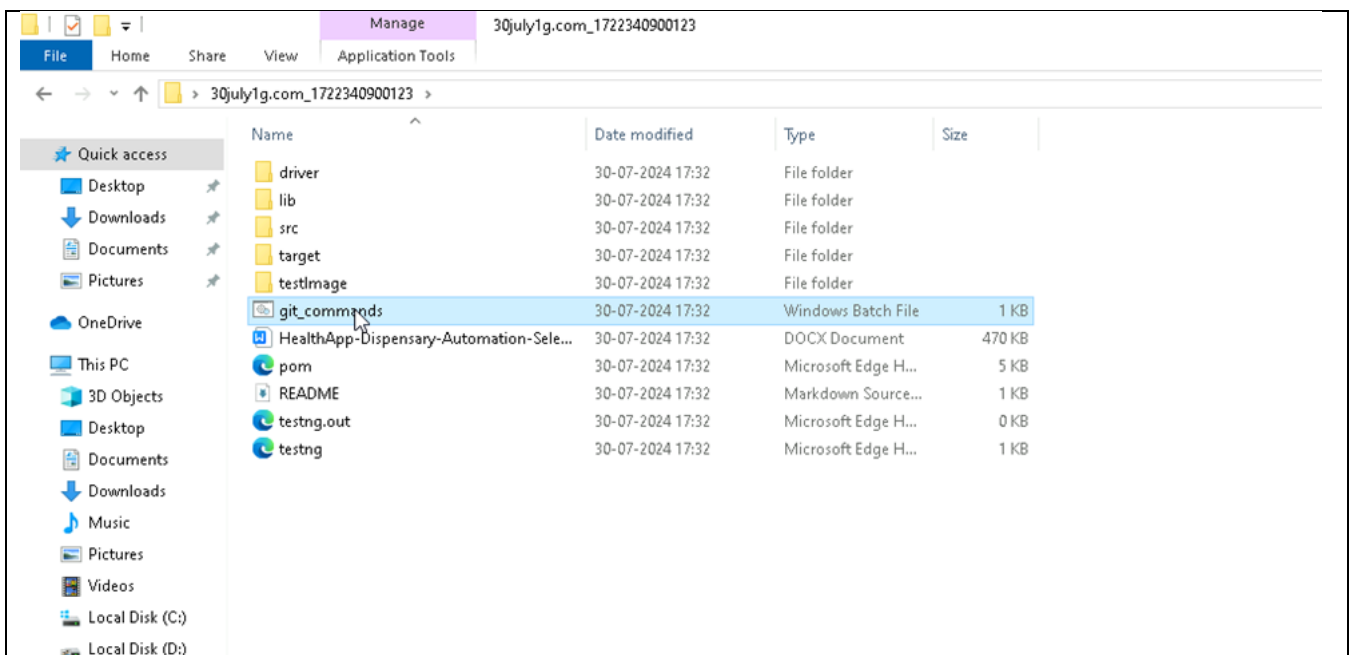 Manage 30july1g.com_1722340900123
File Home Share View Application Tools
30july1g.com_1722340900123
Name Date modified Type Size
Quick access
Desktop
Downloads
Documents
Pictures
OneDrive
This PC
3D Objects
Desktop
Documents
Downloads
Music
Pictures
Videos
Local Disk (C:)
Local Disk (D:)
driver 30-07-2024 17:32 File folder
lib 30-07-2024 17:32 File folder
src 30-07-2024 17:32 File folder
target 30-07-2024 17:32 File folder
testImage 30-07-2024 17:32 File folder
git_commands 30-07-2024 17:32 Windows Batch File 1 KB
HealthApp-Dispensary-Automation-Sele... 30-07-2024 17:32 DOCX Document 470 KB
pom 30-07-2024 17:32 Microsoft Edge H... 5 KB
README 30-07-2024 17:32 Markdown Source... 1 KB
testng.out 30-07-2024 17:32 Microsoft Edge H... 0 KB
testng 30-07-2024 17:32 Microsoft Edge H... 1 KB